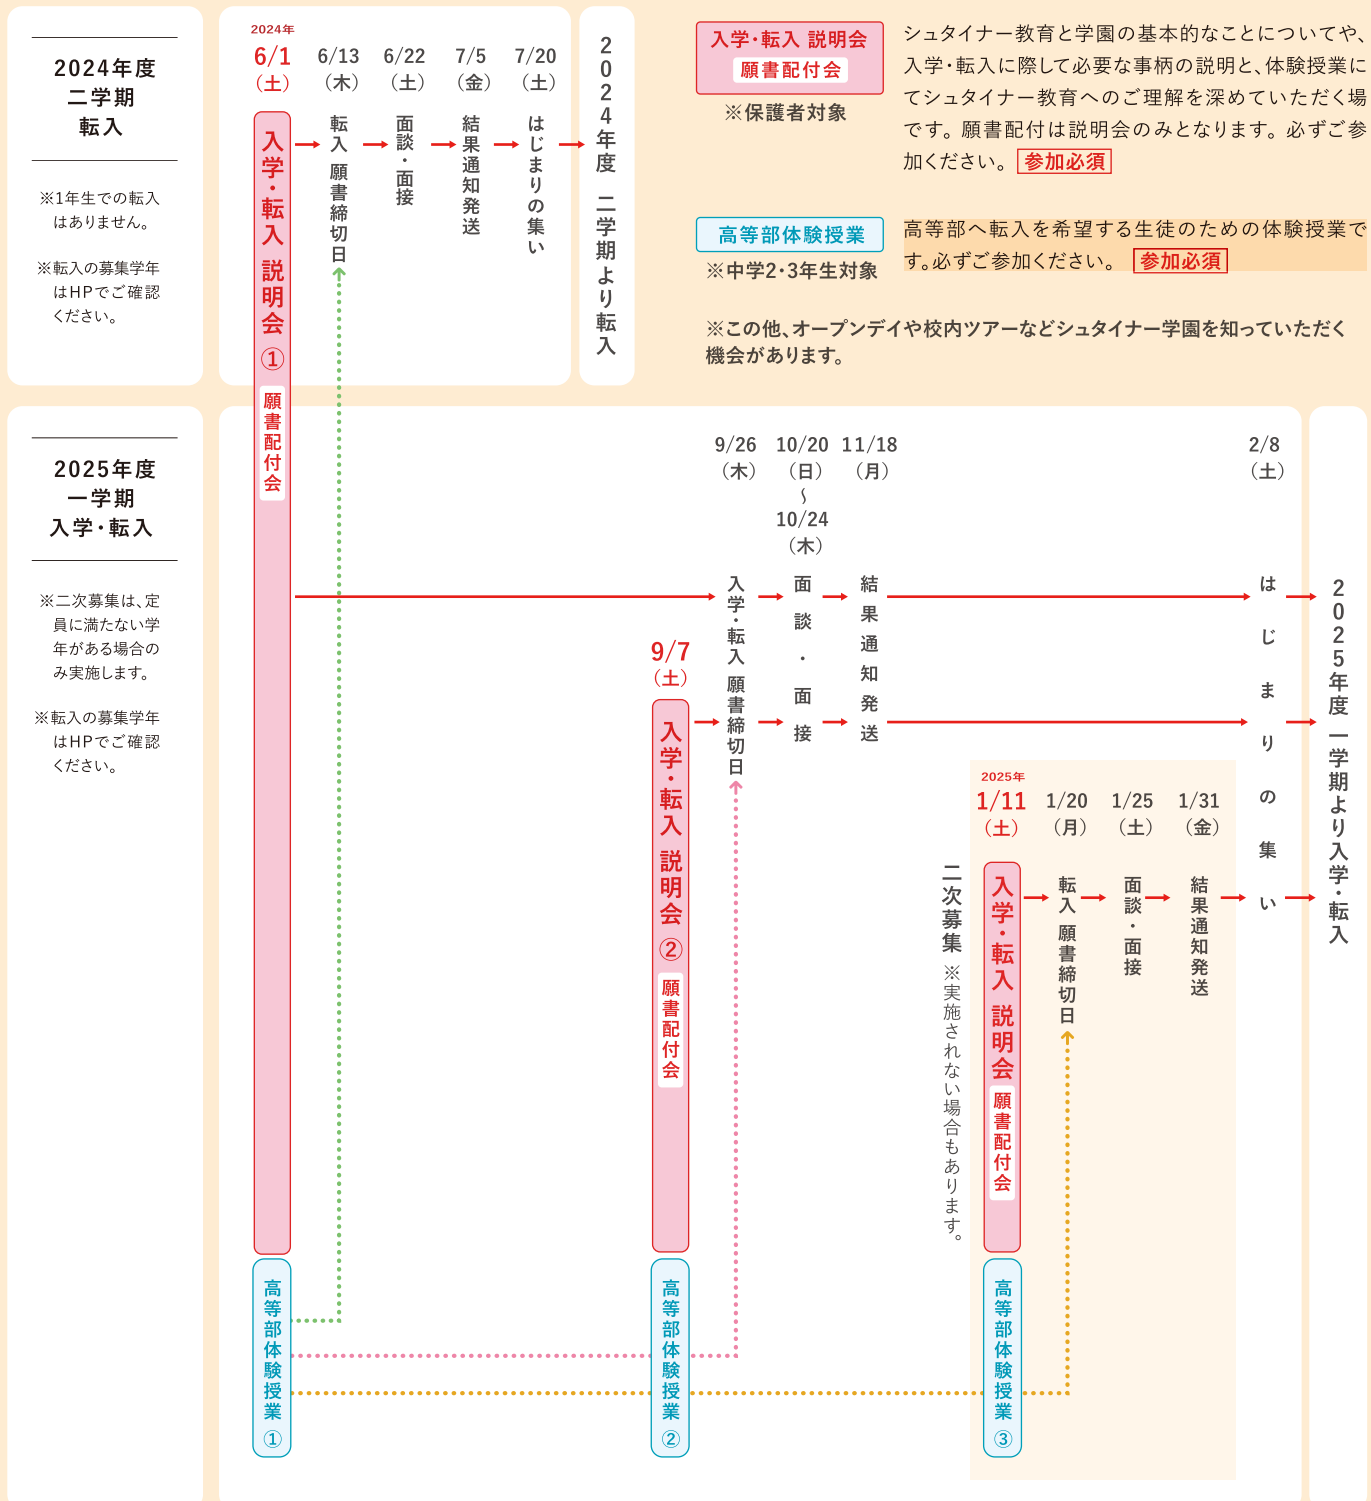 2024年度
二学期
転入
※1年生での転入
はありません。
※転入の募集学年
はHPでご確認
ください。
2024年
6/1
（土）
入学・転入 説明会 ①
願書配付会
6/13
（木）
転入 願書締切日
6/22
（土）
面談・面接
7/5
（金）
結果通知発送
7/20
（土）
はじまりの集い
2024年度 二学期より転入
入学・転入 説明会
願書配付会
※保護者対象
シュタイナー教育と学園の基本的なことについてや、
入学・転入に際して必要な事柄の説明と、体験授業に
てシュタイナー教育へのご理解を深めていただく場
です。願書配付は説明会のみとなります。必ずご参
加ください。 参加必須
高等部体験授業
※中学2・3年生対象
高等部へ転入を希望する生徒のための体験授業で
す。必ずご参加ください。 参加必須
※この他、オープンデイや校内ツアーなどシュタイナー学園を知っていただく
機会があります。
2025年度
一学期
入学・転入
※二次募集は、定
員に満たない学
年がある場合の
み実施します。
※転入の募集学年
はHPでご確認
ください。
9/7
（土）
入学・転入 説明会 ②
願書配付会
9/26
（木）
入学・転入 願書締切日
10/20
（日）
〜
10/24
（木）
面談・面接
11/18
（月）
結果通知発送
二次募集 ※実施されない場合もあります。
2025年
1/11
（土）
入学・転入 説明会
願書配付会
1/20
（月）
転入 願書締切日
1/25
（土）
面談・面接
1/31
（金）
結果通知発送
2/8
（土）
はじまりの集い
2025年度 一学期より入学・転入
高等部体験授業 ①
高等部体験授業 ②
高等部体験授業 ③